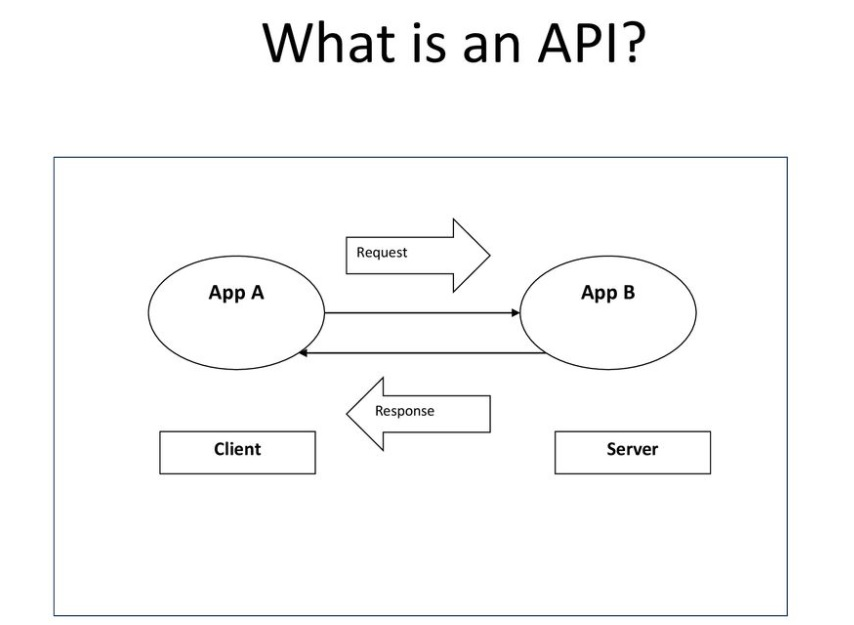 What is an API?
Request
App A
App B
Response
Client
Server